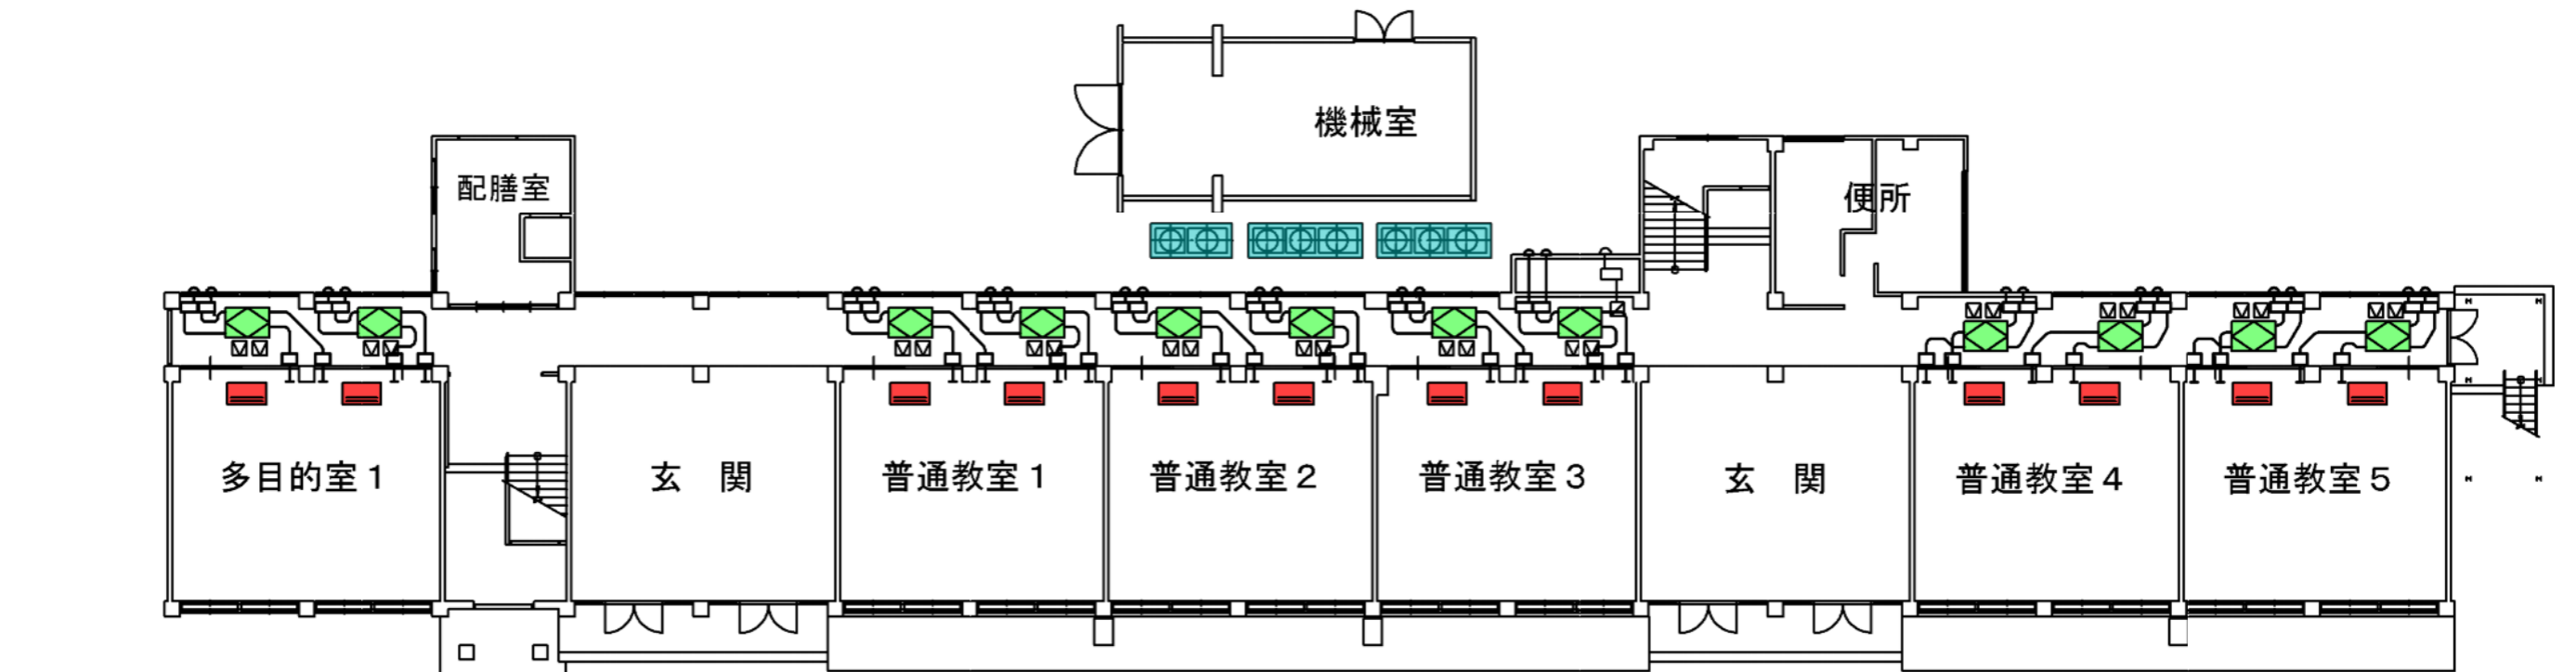 機械室
配膳室
便所
多目的室1
玄　関
普通教室1
普通教室2
普通教室3
玄　関
普通教室4
普通教室5